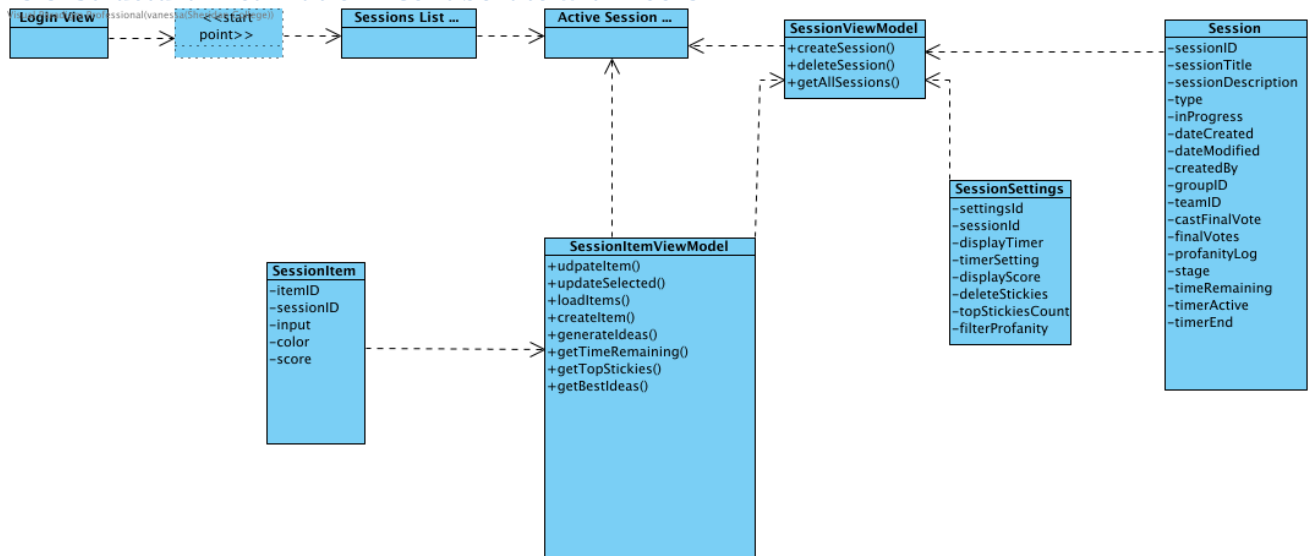 Login View
<<start
point>>
Sessions List ...
Active Session ...
SessionViewModel
+createSession()
+deleteSession()
+getAllSessions()
Session
-sessionID
-sessionTitle
-sessionDescription
-type
-inProgress
-dateCreated
-dateModified
-createdBy
-groupID
-teamID
-castFinalVote
-finalVotes
-profanityLog
-stage
-timeRemaining
-timerActive
-timerEnd
SessionSettings
-settingsId
-sessionId
-displayTimer
-timerSetting
-displayScore
-deleteStickies
-topStickiesCount
-filterProfanity
SessionItemViewModel
+udpateItem()
+updateSelected()
+loadItems()
+createItem()
+generateIdeas()
+getTimeRemaining()
+getTopStickies()
+getBestIdeas()
SessionItem
-itemID
-sessionID
-input
-color
-score